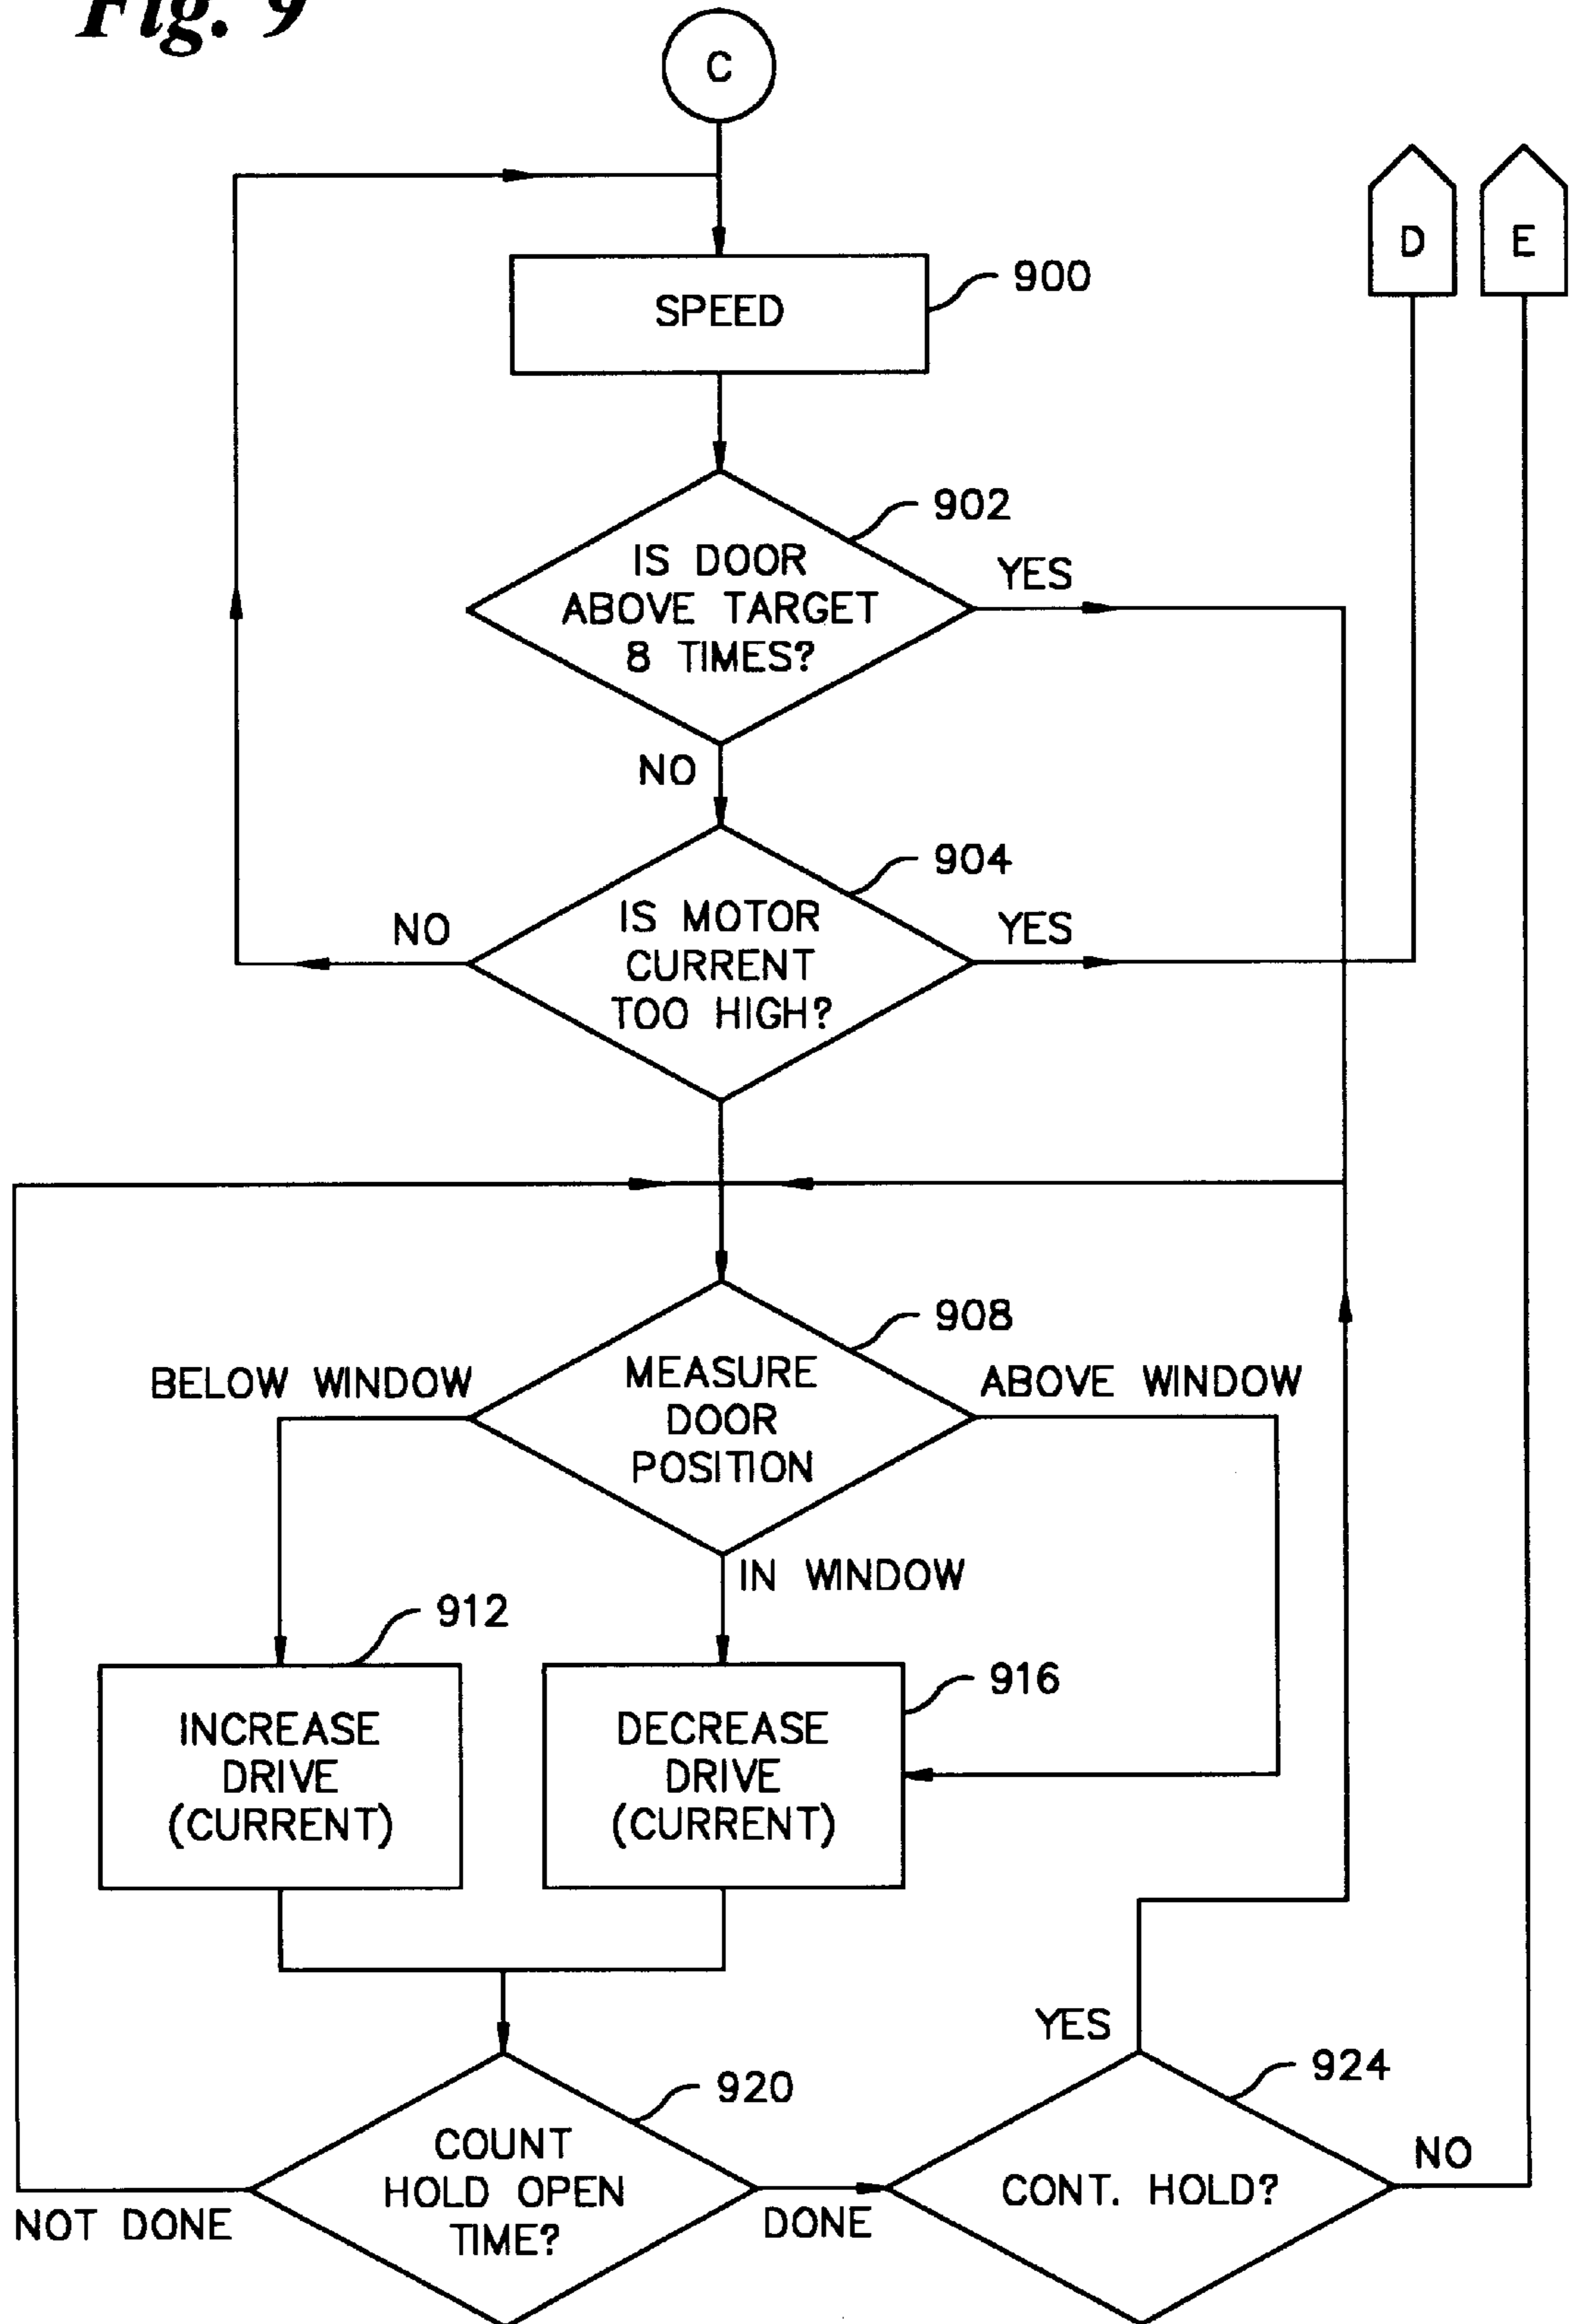 Fig. 9
C
D
E
SPEED
900
902
IS DOOR
ABOVE TARGET
8 TIMES?
YES
NO
904
IS MOTOR
CURRENT
TOO HIGH?
NO
YES
908
MEASURE
DOOR
POSITION
BELOW WINDOW
ABOVE WINDOW
IN WINDOW
912
INCREASE
DRIVE
(CURRENT)
916
DECREASE
DRIVE
(CURRENT)
920
COUNT
HOLD OPEN
TIME?
NOT DONE
DONE
YES
924
CONT. HOLD?
NO